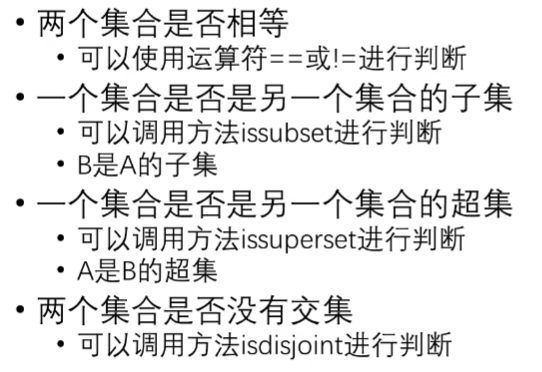 • 两个集合是否相等
• 可以使用运算符==或!=进行判断
• 一个集合是否是另一个集合的子集
• 可以调用方法issubset进行判断
• B是A的子集
• 一个集合是否是另一个集合的超集
• 可以调用方法issuperset进行判断
• A是B的超集
• 两个集合是否没有交集
• 可以调用方法isdisjoint进行判断